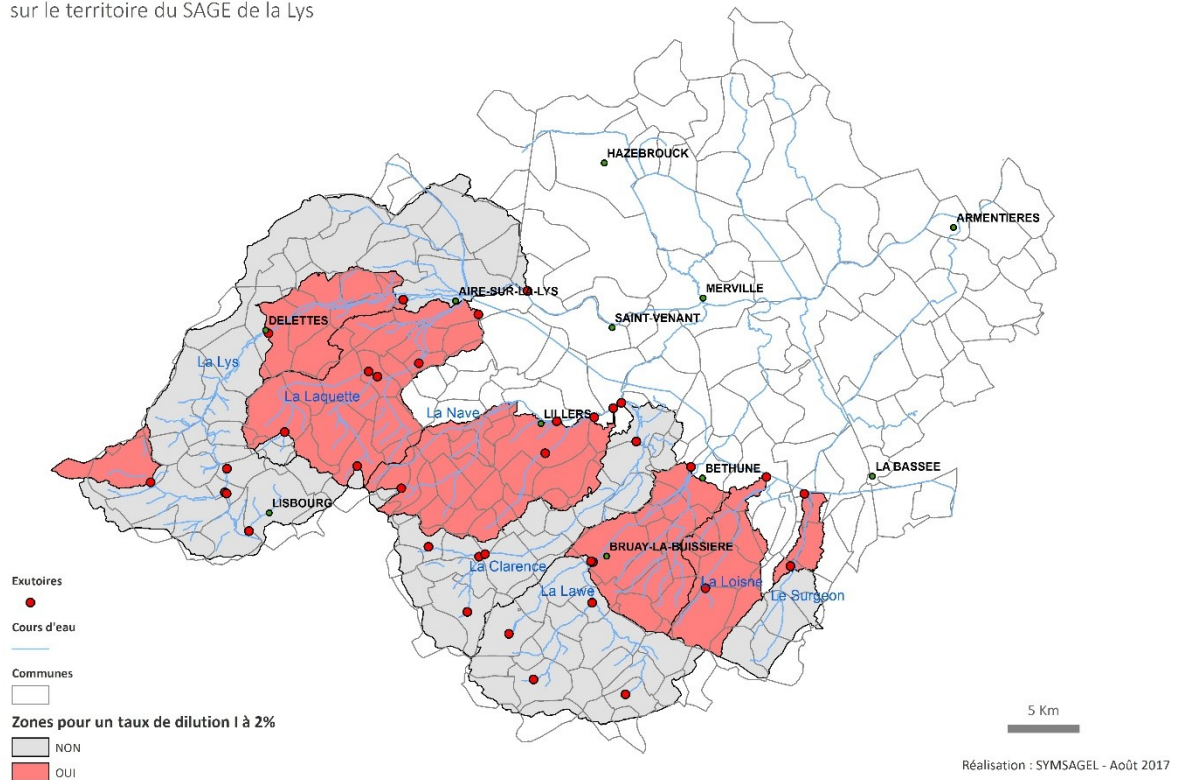 sur le territoire du SAGE de la Lys
HAZEBROUCK
ARMENTIERES
AIRE-SUR-LA-LYS
MERVILLE
SAINT-VENANT
DELETTES
La Lys
La Laquette
La Nave
LILLERS
BETHUNE
LA BASSEE
LISBOURG
BRUAY-LA-BUISSIERE
La Clarence
La Lawe
La Loisne
Le Surgeon
Exutoires
Cours d'eau
Communes
Zones pour un taux de dilution I à 2%
NON
OUI
5 Km
Réalisation : SYMSAGEL - Août 2017